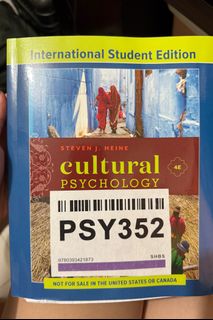 International Student Edition
STEVEN J. HEINE
cultural
4E
PSYCHOLOGY
PSY352
9780393421873
SHBS
NOT FOR SALE IN THE UNITED STATES OR CANADA